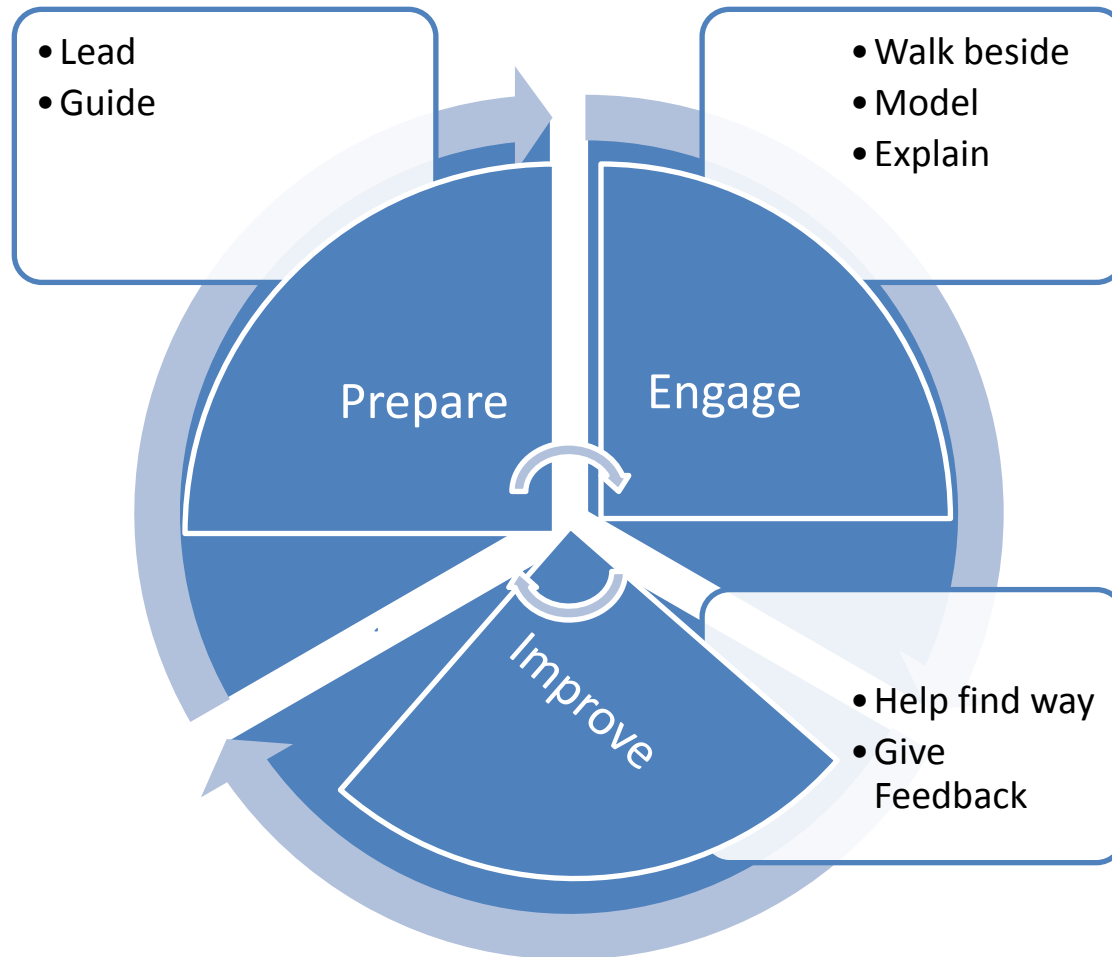 • Lead
• Guide
• Walk beside
• Model
• Explain
Prepare
Engage
Improve
• Help find way
• Give
Feedback